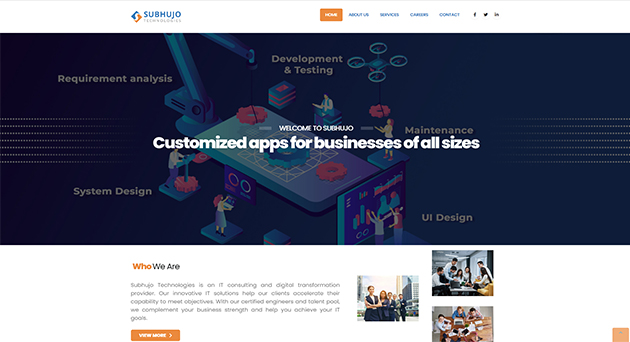 SUBHUJO
TECHNOLOGIES
HOME ABOUT US SERVICES CAREERS CONTACT
Requirement analysis
Development
& Testing
WELCOME TO SUBHUJO
Maintenance
Customized apps for businesses of all sizes
System Design
UI Design
Who We Are
Subhujo Technologies is an IT consulting and digital transformation
provider. Our innovative IT solutions help our clients accelerate their
capability to meet objectives. With our certified engineers and talent pool,
we complement your business strength and help you achieve your IT
goals.
VIEW MORE